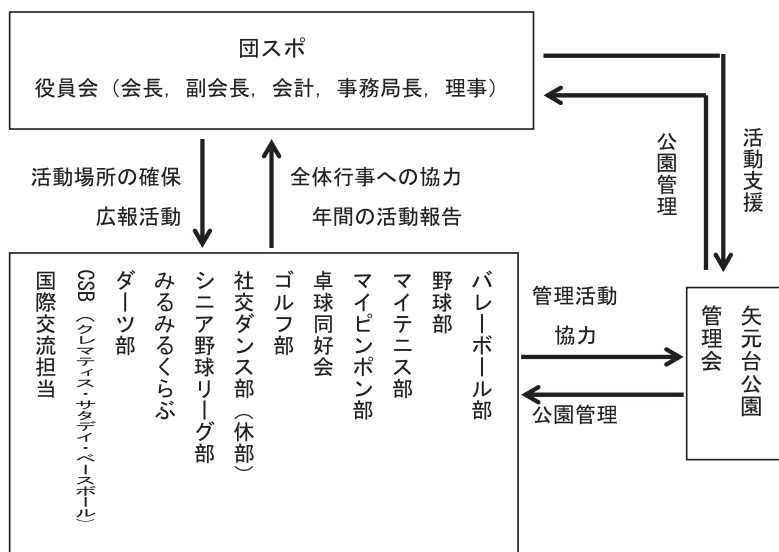 団スポ
役員会（会長，副会長，会計，事務局長，理事）
活動場所の確保
広報活動
全体行事への協力
年間の活動報告
活動支援
公園管理
バレーボール部
野球部
マイテニス部
マイピンポン部
卓球同好会
ゴルフ部
社交ダンス部（休部）
シニア野球リーグ部
みるみるくらぶ
ダーツ部
CSB（クレマティス・サタデイ・ベースボール）
国際交流担当
管理活動
協力
公園管理
矢元台公園
管理会